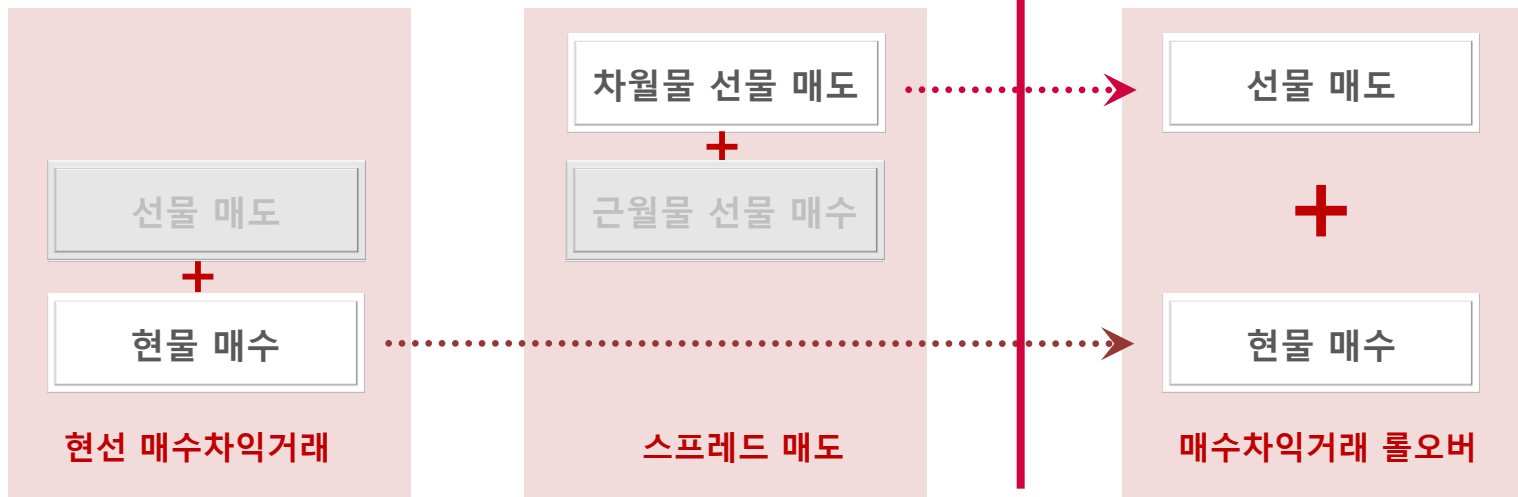 선물 매도
+
현물 매수
현선 매수차익거래
차월물 선물 매도
+
근월물 선물 매수
스프레드 매도
선물 매도
+
현물 매수
매수차익거래 롤오버